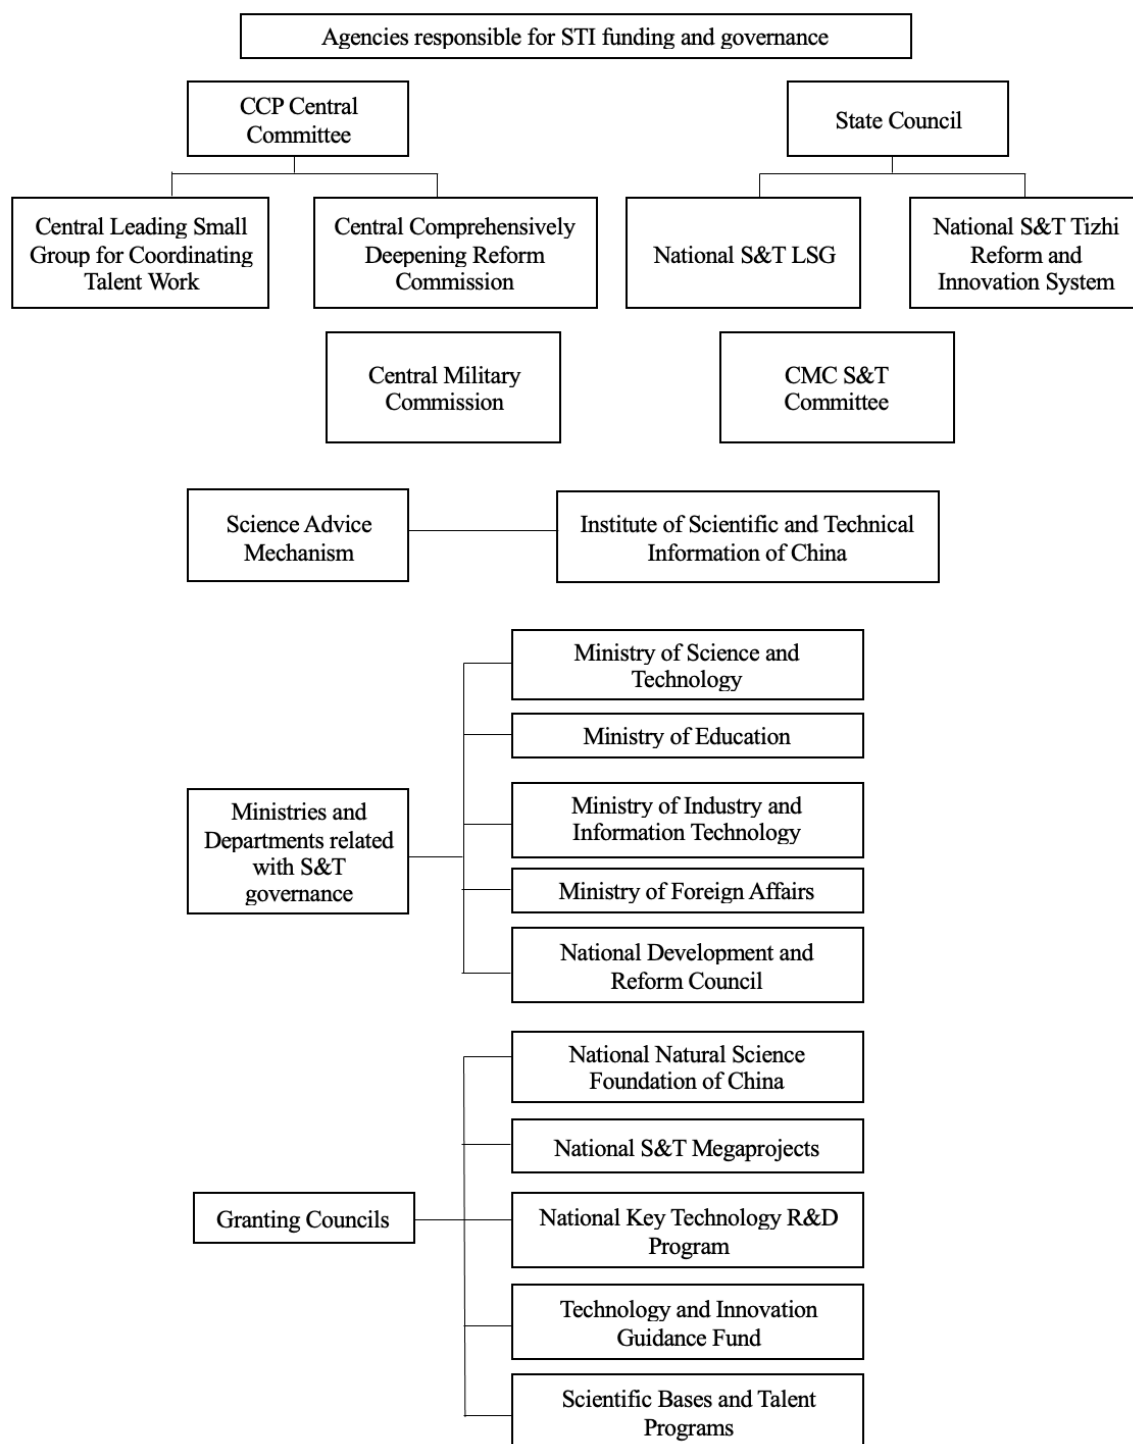 Agencies responsible for STI funding and governance
CCP Central
Committee
State Council
Central Leading Small
Group for Coordinating
Talent Work
Central Comprehensively
Deepening Reform
Commission
National S&T LSG
National S&T Tizhi
Reform and
Innovation System
Central Military
Commission
CMC S&T
Committee
Science Advice
Mechanism
Institute of Scientific and Technical
Information of China
Ministries and
Departments related
with S&T
governance
Ministry of Science and
Technology
Ministry of Education
Ministry of Industry and
Information Technology
Ministry of Foreign Affairs
National Development and
Reform Council
Granting Councils
National Natural Science
Foundation of China
National S&T Megaprojects
National Key Technology R&D
Program
Technology and Innovation
Guidance Fund
Scientific Bases and Talent
Programs